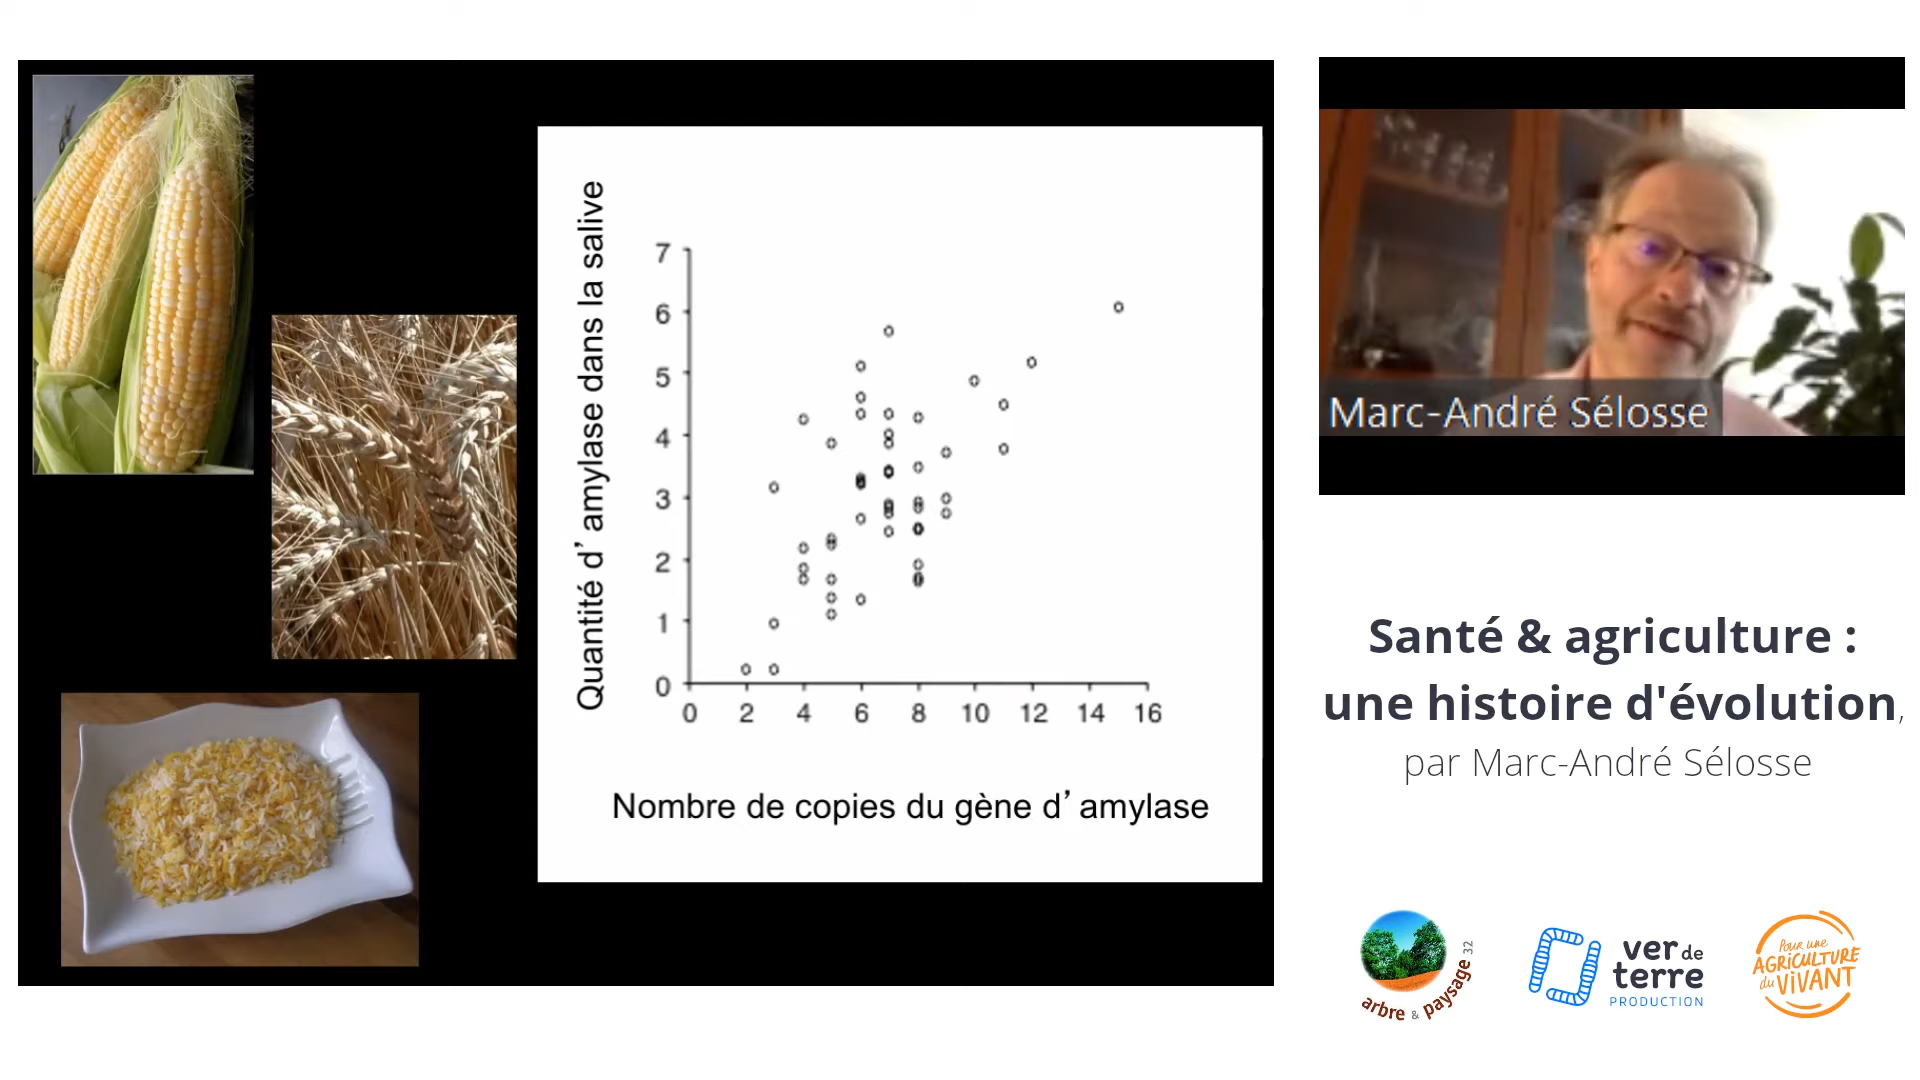 Quantité d’ amylase dans la salive
7
6
5
4
3
2
1
0
0 2 4 6 8 10 12 14 16
Nombre de copies du gène d’ amylase
Marc-André Sélosse
Santé & agriculture :
une histoire d'évolution,
par Marc-André Sélosse
arbre & paysage 32
ver de
terre
PRODUCTION
Pour une
AGRICULTURE
du VIVANT